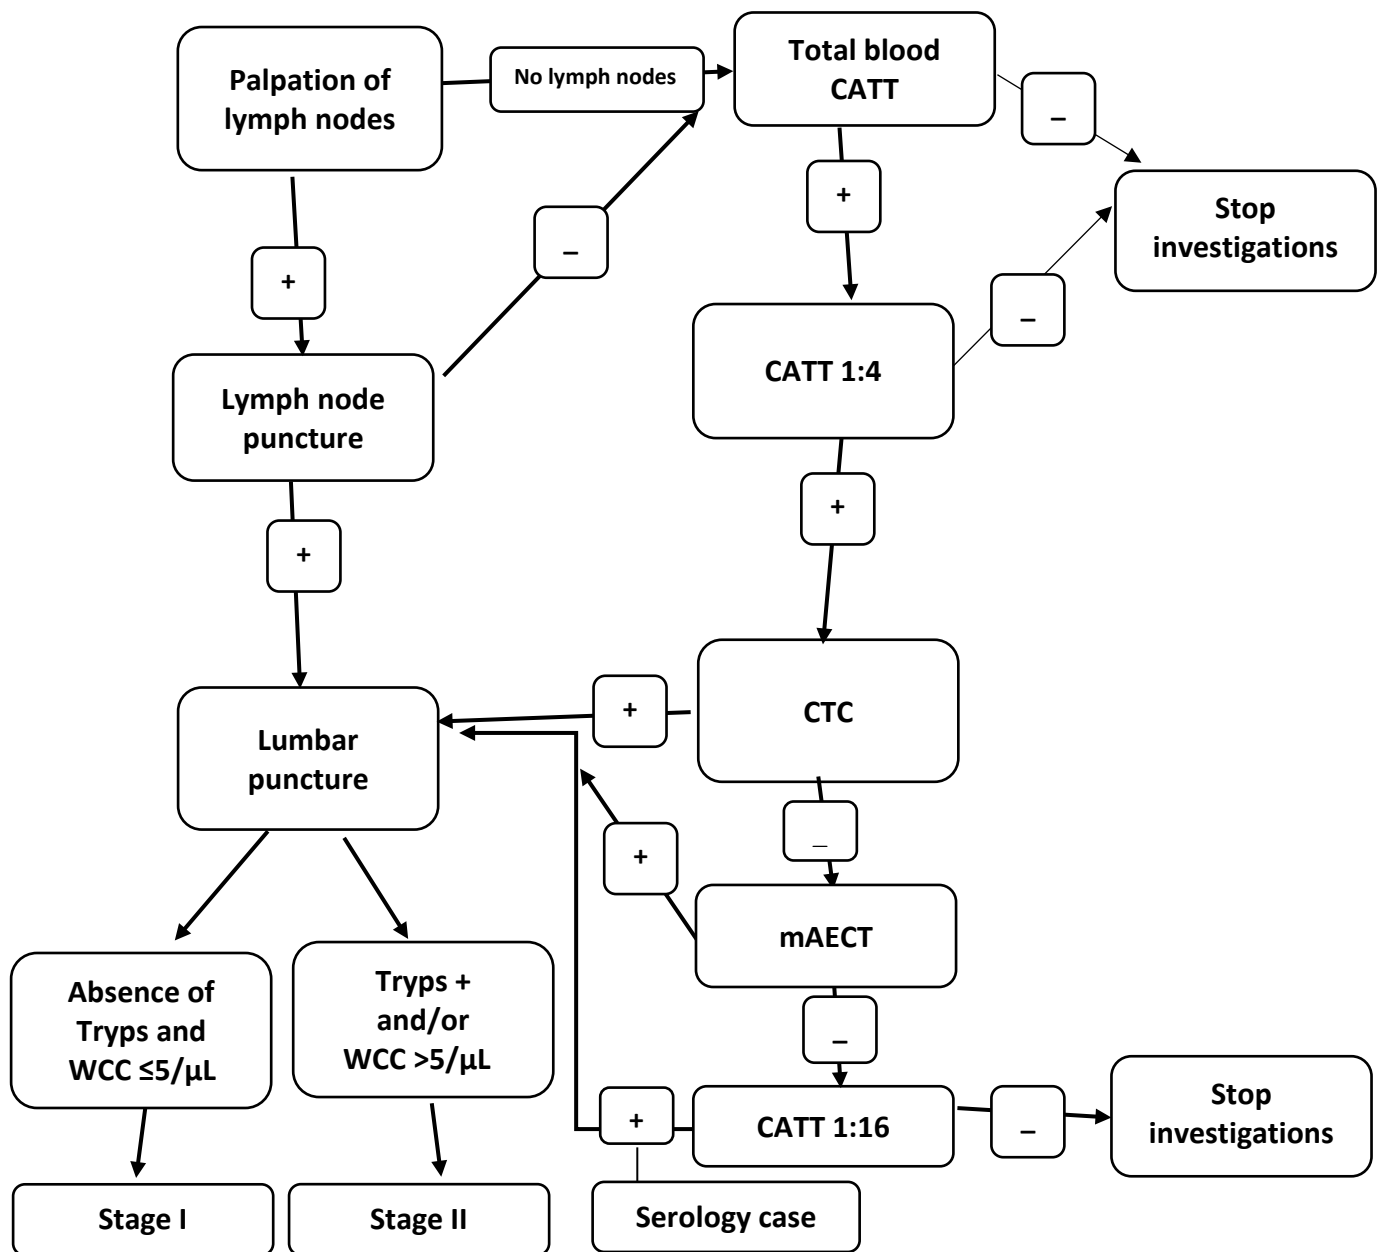 Palpation of
lymph nodes
No lymph nodes
Total blood
CATT
–
+
Stop
investigations
–
+
–
CATT 1:4
Lymph node
puncture
+
+
CTC
+
Lumbar
puncture
–
+
mAECT
Absence of
Tryps and
WCC ≤5/µL
Tryps +
and/or
WCC >5/µL
–
CATT 1:16
+
–
Stop
investigations
Stage I
Stage II
Serology case